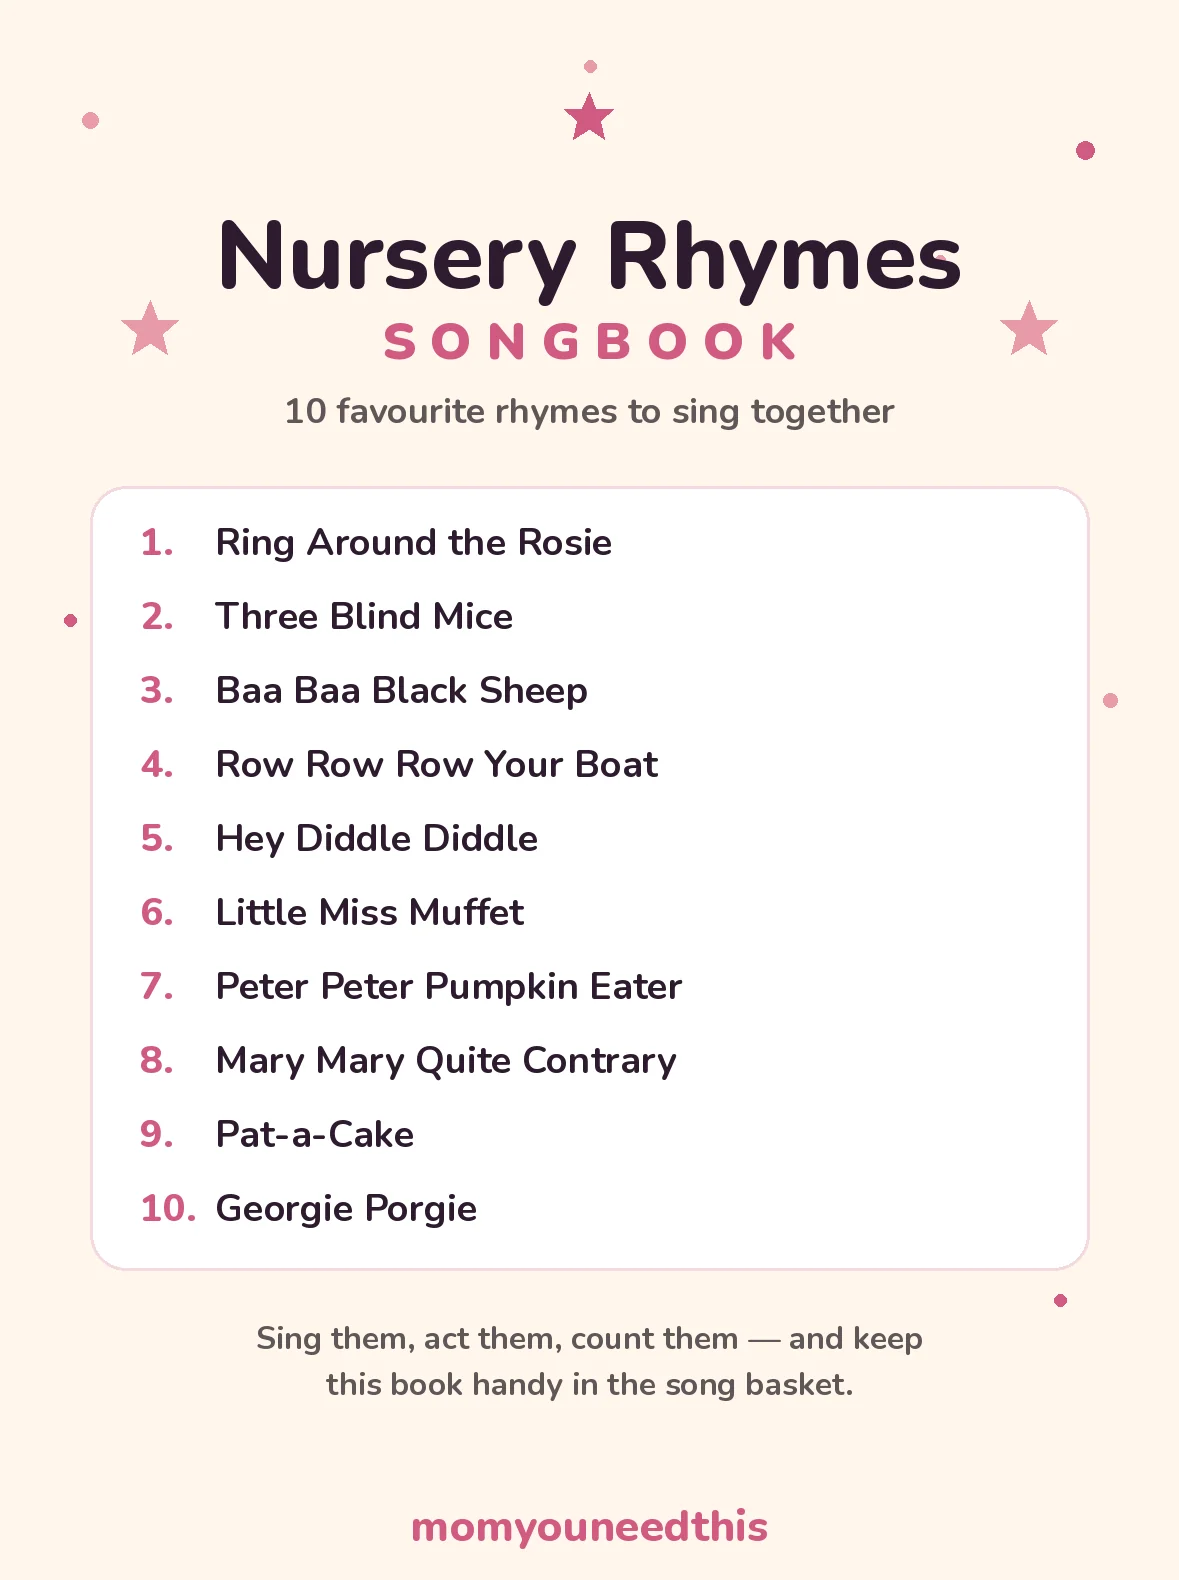 Nursery Rhymes
SONGBOOK
10 favourite rhymes to sing together
1. Ring Around the Rosie
2. Three Blind Mice
3. Baa Baa Black Sheep
4. Row Row Row Your Boat
5. Hey Diddle Diddle
6. Little Miss Muffet
7. Peter Peter Pumpkin Eater
8. Mary Mary Quite Contrary
9. Pat-a-Cake
10. Georgie Porgie
Sing them, act them, count them — and keep
this book handy in the song basket.
momyouneedthis